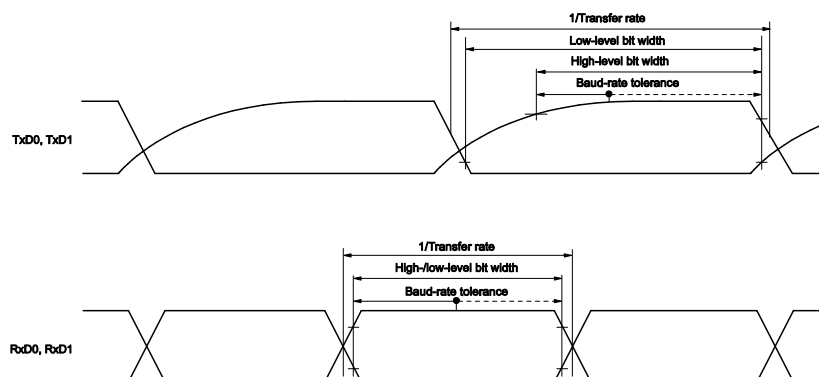 1/Transfer rate
Low-level bit width
High-level bit width
Baud-rate tolerance
TxD0, TxD1
1/Transfer rate
High-/low-level bit width
Baud-rate tolerance
RxD0, RxD1